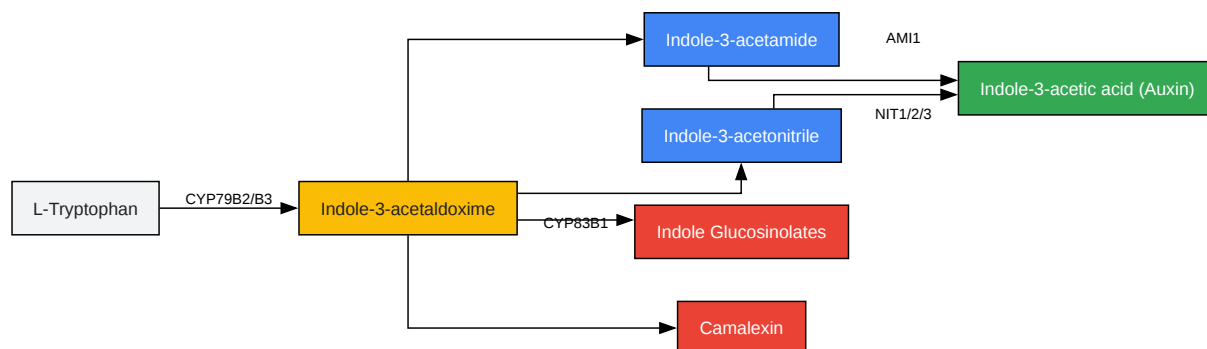 Indole-3-acetamide
AMI1
Indole-3-acetic acid (Auxin)
NIT1/2/3
Indole-3-acetonitrile
L-Tryptophan
CYP79B2/B3
Indole-3-acetaldoxime
CYP83B1
Indole Glucosinolates
Camalexin